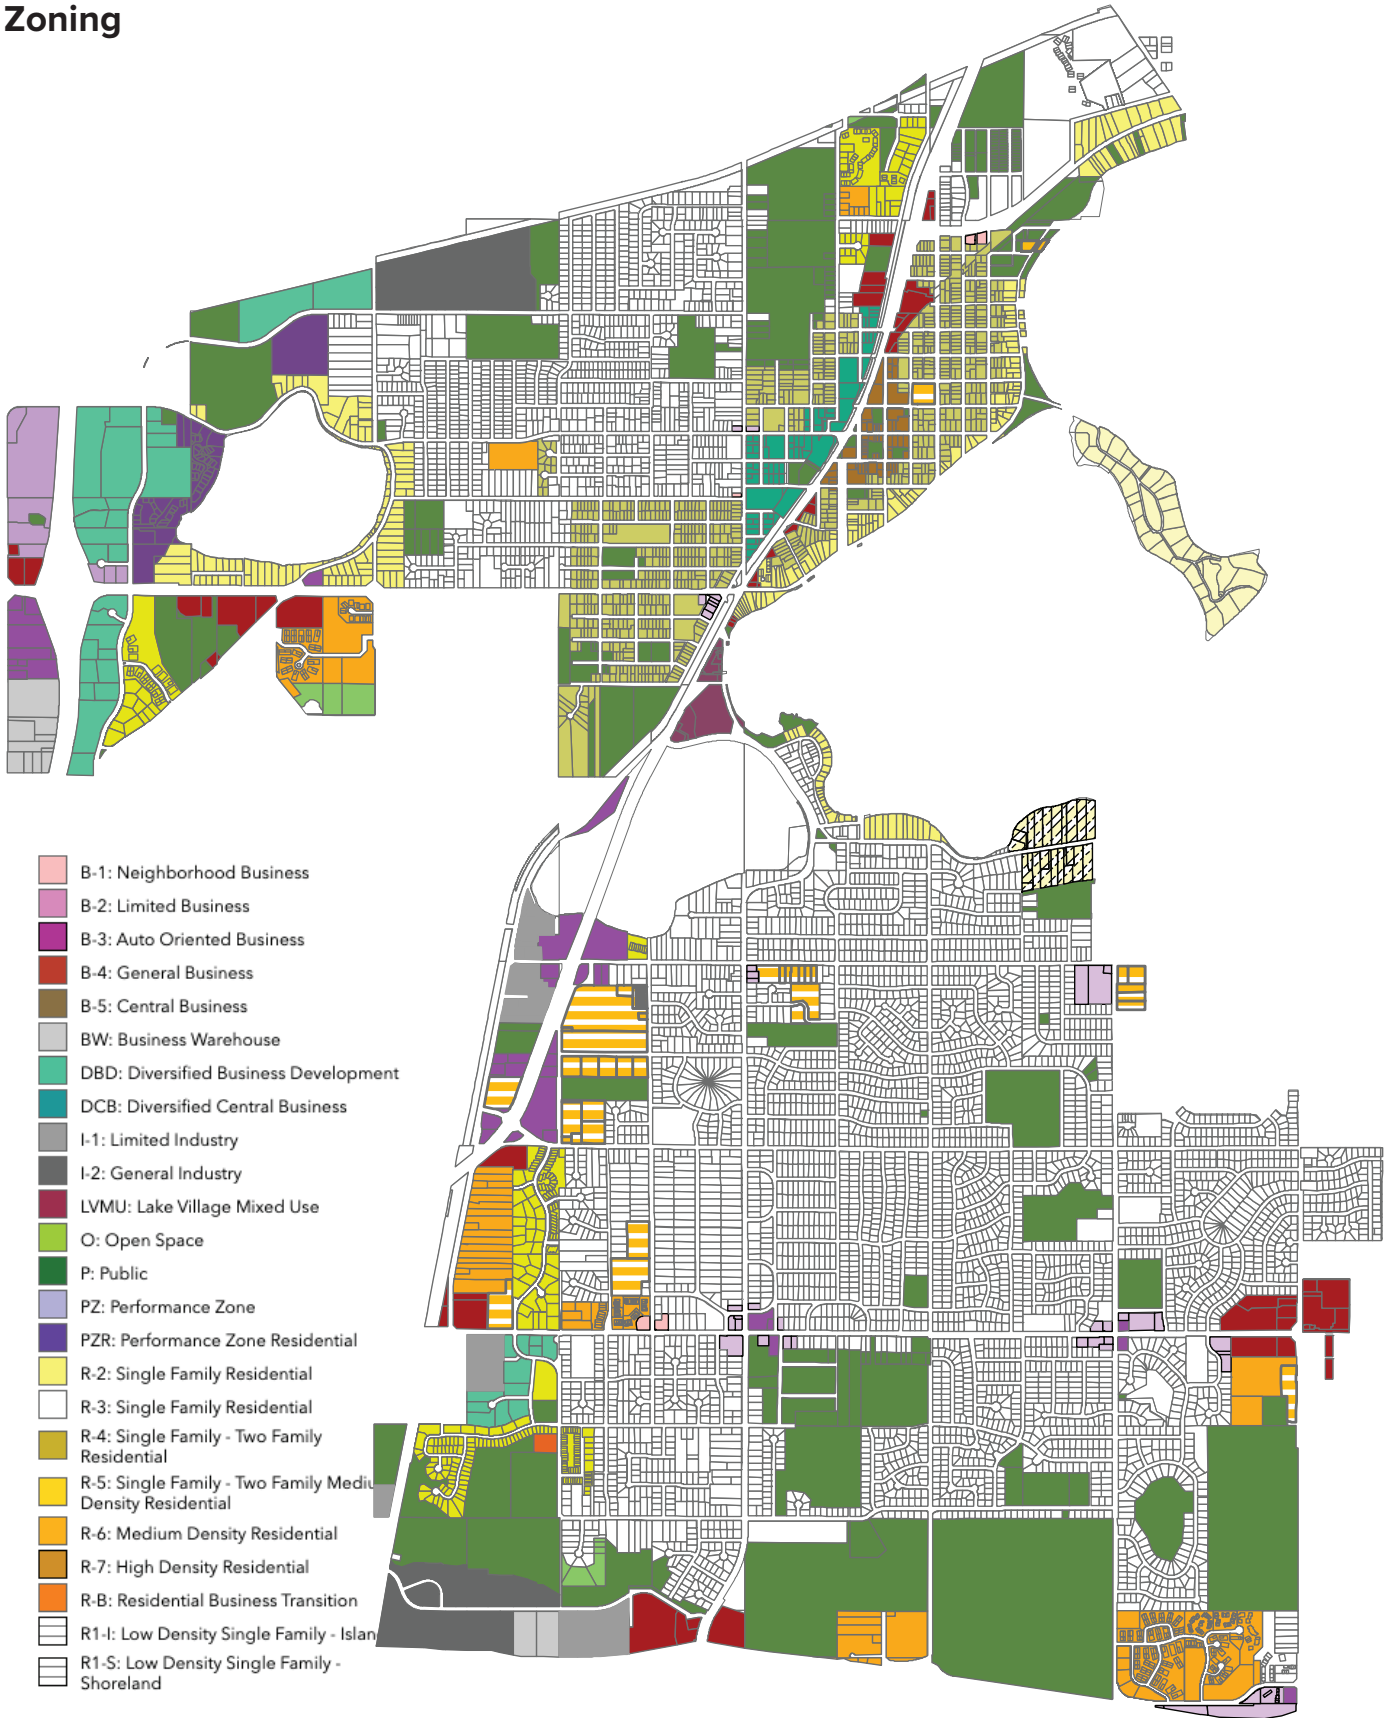 Zoning
B-1: Neighborhood Business
B-2: Limited Business
B-3: Auto Oriented Business
B-4: General Business
B-5: Central Business
BW: Business Warehouse
DBD: Diversified Business Development
DCB: Diversified Central Business
I-1: Limited Industry
I-2: General Industry
LVMU: Lake Village Mixed Use
O: Open Space
P: Public
PZ: Performance Zone
PZR: Performance Zone Residential
R-2: Single Family Residential
R-3: Single Family Residential
R-4: Single Family - Two Family
Residential
R-5: Single Family - Two Family Mediu
Density Residential
R-6: Medium Density Residential
R-7: High Density Residential
R-B: Residential Business Transition
R1-I: Low Density Single Family - Islan
R1-S: Low Density Single Family -
Shoreland